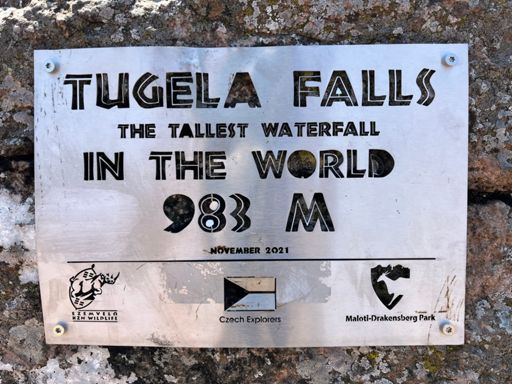 TUGELA FALLS
THE TALLEST WATERFALL
IN THE WORLD
983 M
NOVEMBER 2021
EZEMVELO
KZN WILDLIFE
Czech Explorers
Maloti-Drakensberg Park